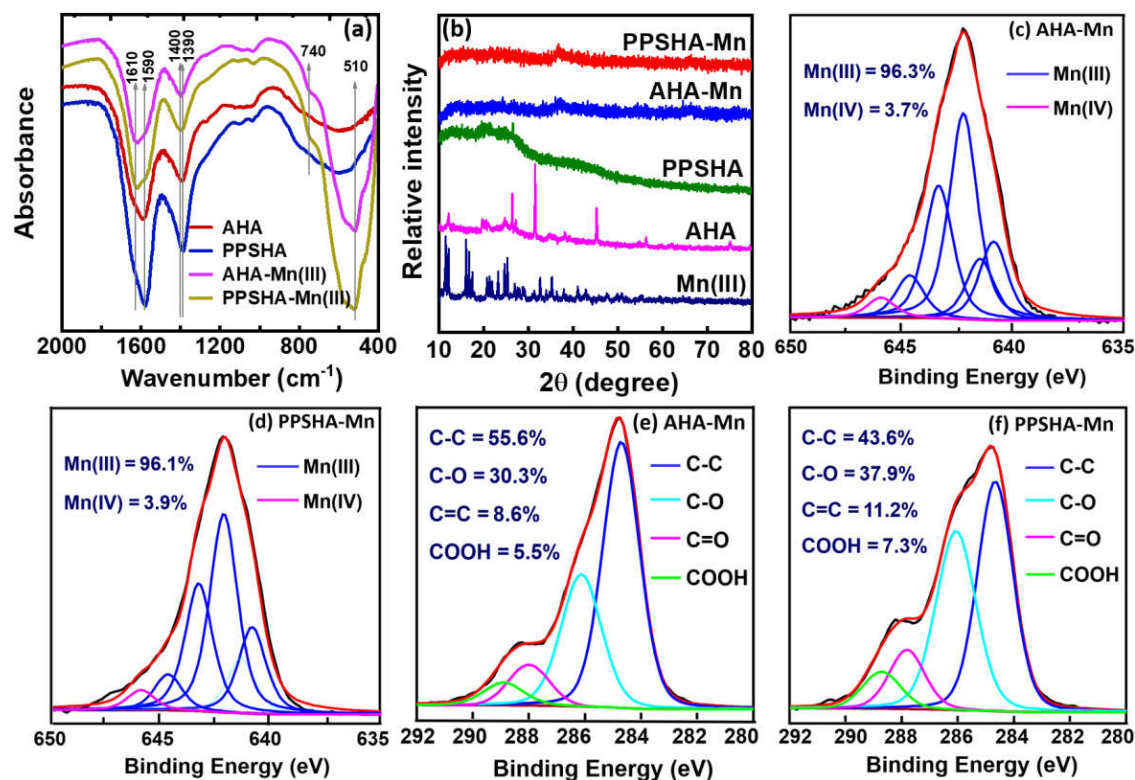 (a)
1610
1590
1400
1390
740
510
Absorbance
AHA
PPSHA
AHA-Mn(III)
PPSHA-Mn(III)
2000 1600 1200 800 400
Wavenumber (cm-1)
(b)
PPSHA-Mn
AHA-Mn
PPSHA
AHA
Mn(III)
Relative intensity
10 20 30 40 50 60 70 80
2θ (degree)
(c) AHA-Mn
Mn(III) = 96.3%
Mn(IV) = 3.7%
Mn(III)
Mn(IV)
650 645 640 635
Binding Energy (eV)
(d) PPSHA-Mn
Mn(III) = 96.1%
Mn(IV) = 3.9%
Mn(III)
Mn(IV)
650 645 640 635
Binding Energy (eV)
(e) AHA-Mn
C-C = 55.6%
C-O = 30.3%
C=C = 8.6%
COOH = 5.5%
C-C
C-O
C=O
COOH
292 290 288 286 284 282 280
Binding Energy (eV)
(f) PPSHA-Mn
C-C = 43.6%
C-O = 37.9%
C=C = 11.2%
COOH = 7.3%
C-C
C-O
C=O
COOH
292 290 288 286 284 282 280
Binding Energy (eV)